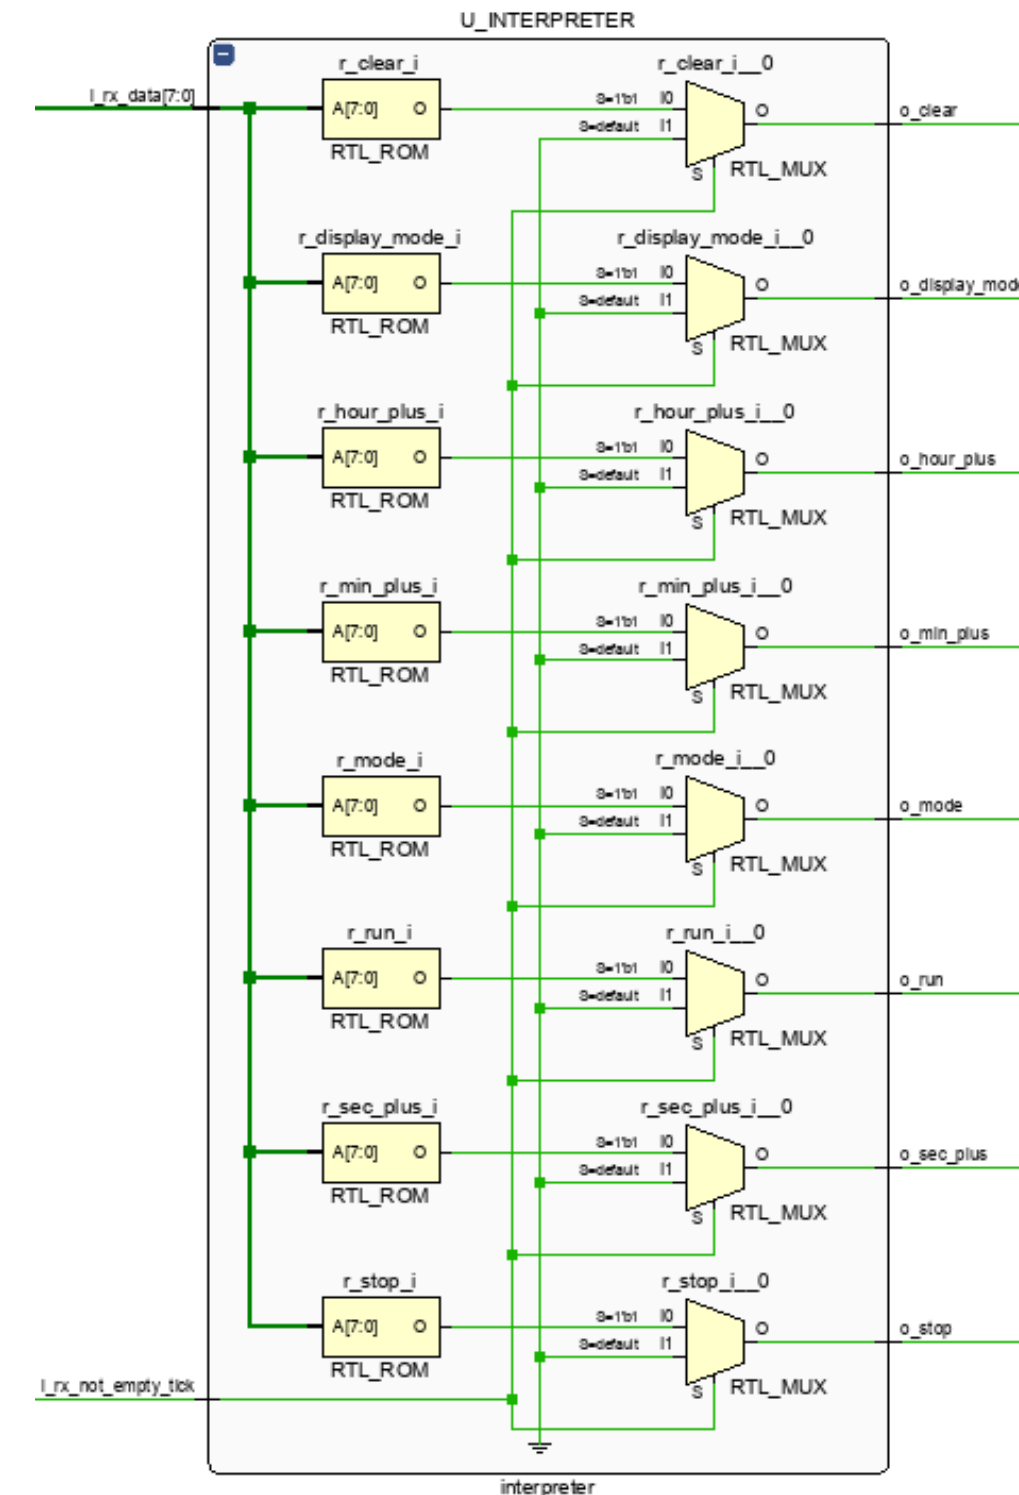 U_INTERPRETER
r_clear_i
r_clear_i__0
i_rx_data[7:0]
A[7:0] O
S=1'b1 I0
S=default I1
O
o_clear
S
RTL_ROM
RTL_MUX
r_display_mode_i
r_display_mode_i__0
A[7:0] O
S=1'b1 I0
S=default I1
O
o_display_mod
S
RTL_ROM
RTL_MUX
r_hour_plus_i
r_hour_plus_i__0
A[7:0] O
S=1'b1 I0
S=default I1
O
o_hour_plus
S
RTL_ROM
RTL_MUX
r_min_plus_i
r_min_plus_i__0
A[7:0] O
S=1'b1 I0
S=default I1
O
o_min_plus
S
RTL_ROM
RTL_MUX
r_mode_i
r_mode_i__0
A[7:0] O
S=1'b1 I0
S=default I1
O
o_mode
S
RTL_ROM
RTL_MUX
r_run_i
r_run_i__0
A[7:0] O
S=1'b1 I0
S=default I1
O
o_run
S
RTL_ROM
RTL_MUX
r_sec_plus_i
r_sec_plus_i__0
A[7:0] O
S=1'b1 I0
S=default I1
O
o_sec_plus
S
RTL_ROM
RTL_MUX
r_stop_i
r_stop_i__0
A[7:0] O
S=1'b1 I0
S=default I1
O
o_stop
S
RTL_ROM
RTL_MUX
i_rx_not_empty_tick
interpreter